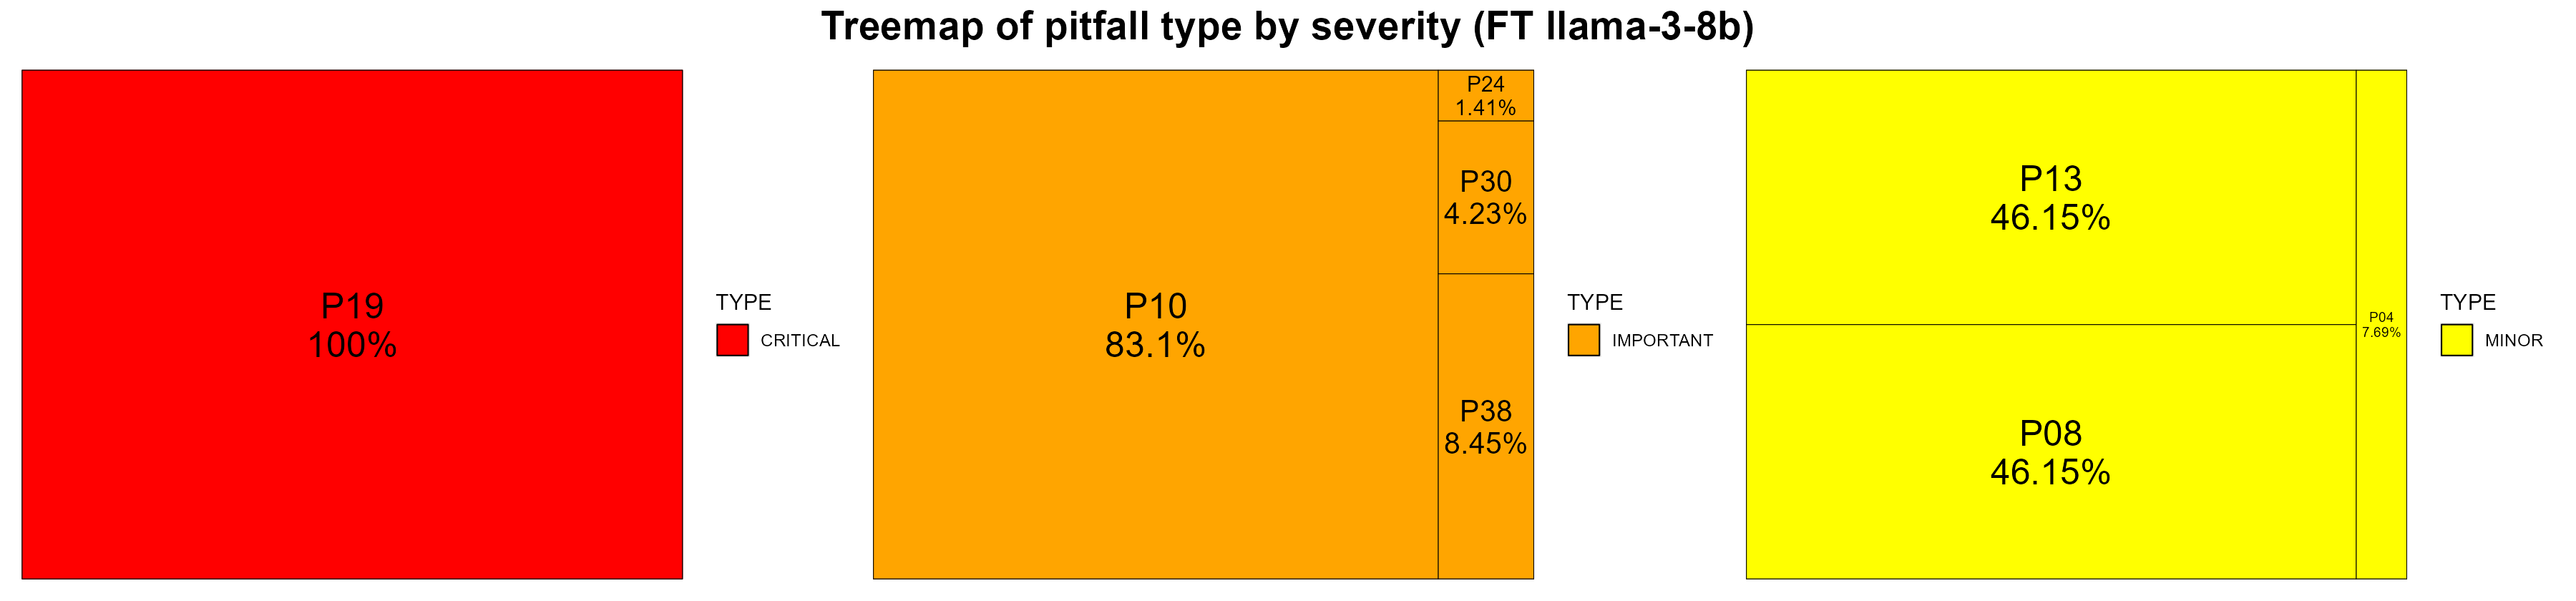 Treemap of pitfall type by severity (FT llama-3-8b)
P19
100%
TYPE
CRITICAL
P10
83.1%
P24
1.41%
P30
4.23%
P38
8.45%
TYPE
IMPORTANT
P13
46.15%
P08
46.15%
P04
7.69%
TYPE
MINOR